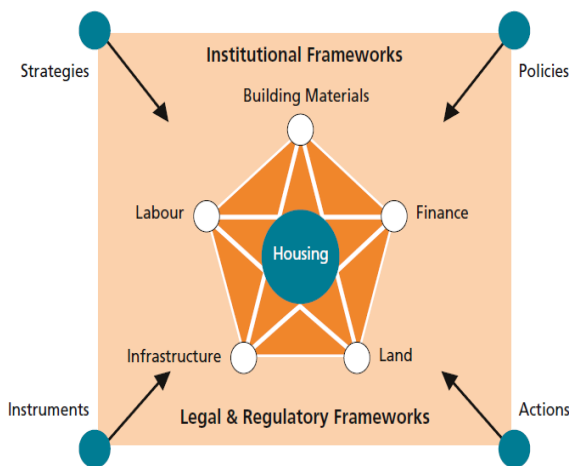 Institutional Frameworks
Strategies
Policies
Building Materials
Labour
Finance
Housing
Infrastructure
Land
Instruments
Legal & Regulatory Frameworks
Actions